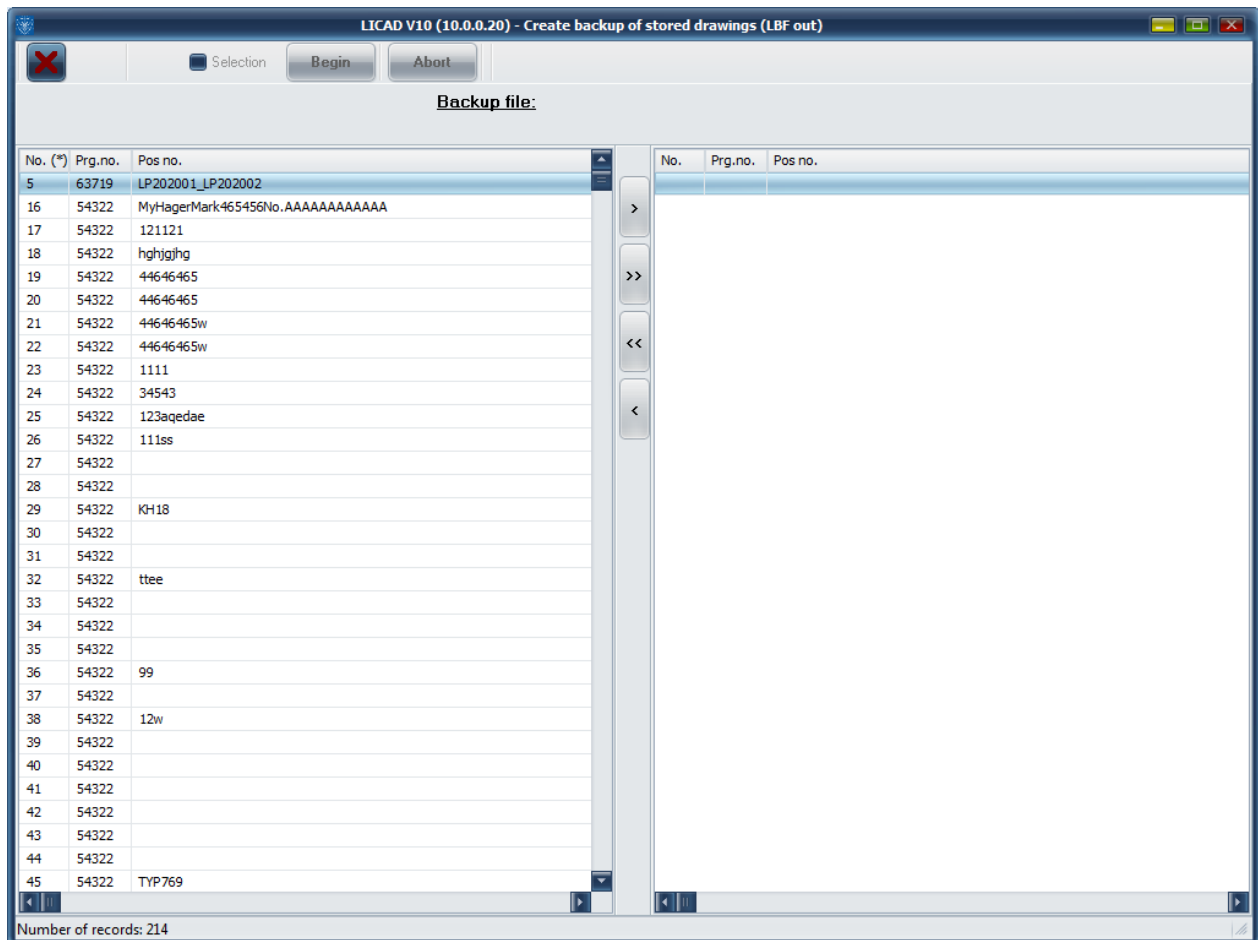 LICAD V10 (10.0.0.20) - Create backup of stored drawings (LBF out)
Selection Begin Abort
Backup file:
No. (*) Prg.no. Pos no.
5 63719 LP202001_LP202002
16 54322 MyHagerMark465456No.AAAAAAAAAAAA
17 54322 121121
18 54322 hghjgjhg
19 54322 44646465
20 54322 44646465
21 54322 44646465w
22 54322 44646465w
23 54322 1111
24 54322 34543
25 54322 123aqedae
26 54322 111ss
27 54322
28 54322
29 54322 KH18
30 54322
31 54322
32 54322 ttee
33 54322
34 54322
35 54322
36 54322 99
37 54322
38 54322 12w
39 54322
40 54322
41 54322
42 54322
43 54322
44 54322
45 54322 TYP769
>
>>
<<
<
No. Prg.no. Pos no.
Number of records: 214